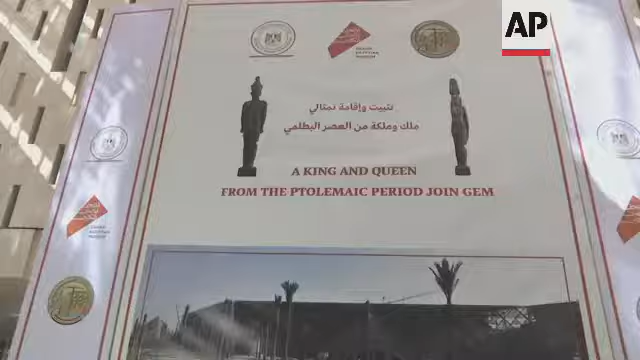 AP
تثبيت وإقامة تمثالي
ملك وملكة من العصر البطلمي
A KING AND QUEEN
FROM THE PTOLEMAIC PERIOD JOIN GEM